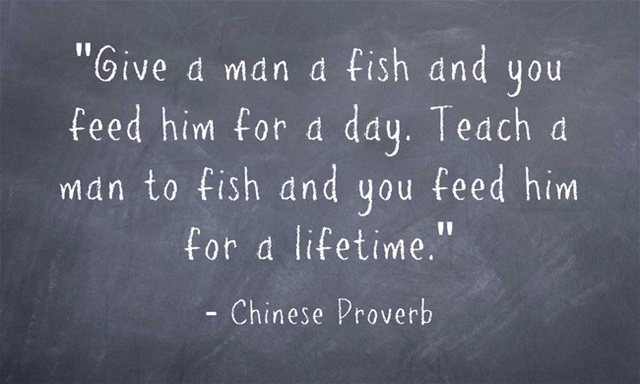 "Give a man a fish and you
feed him for a day. Teach a
man to fish and you feed him
for a lifetime."
- Chinese Proverb